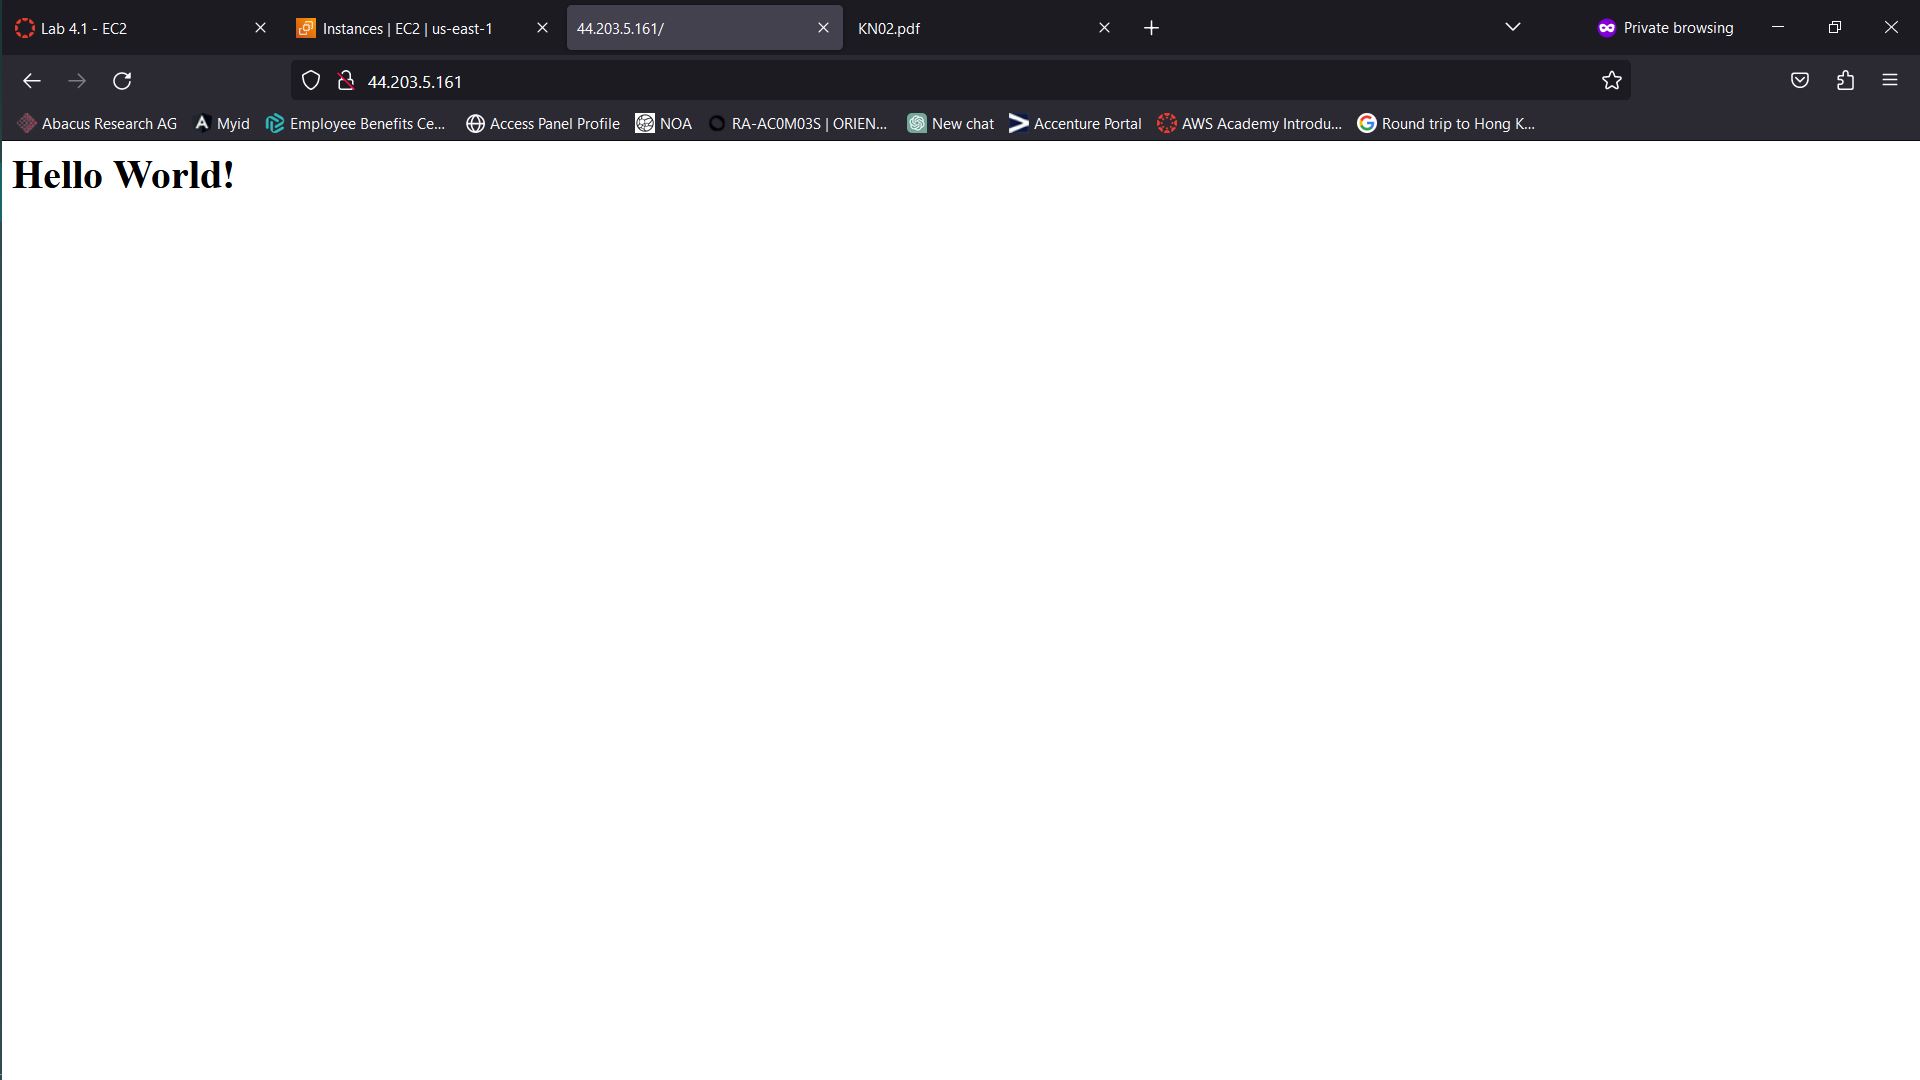 Lab 4.1 - EC2
Instances | EC2 | us-east-1
44.203.5.161/
KN02.pdf
Private browsing
44.203.5.161
Abacus Research AG
Myid
Employee Benefits Ce...
Access Panel Profile
NOA
RA-AC0M03S | ORIEN...
New chat
Accenture Portal
AWS Academy Introdu...
Round trip to Hong K...
Hello World!